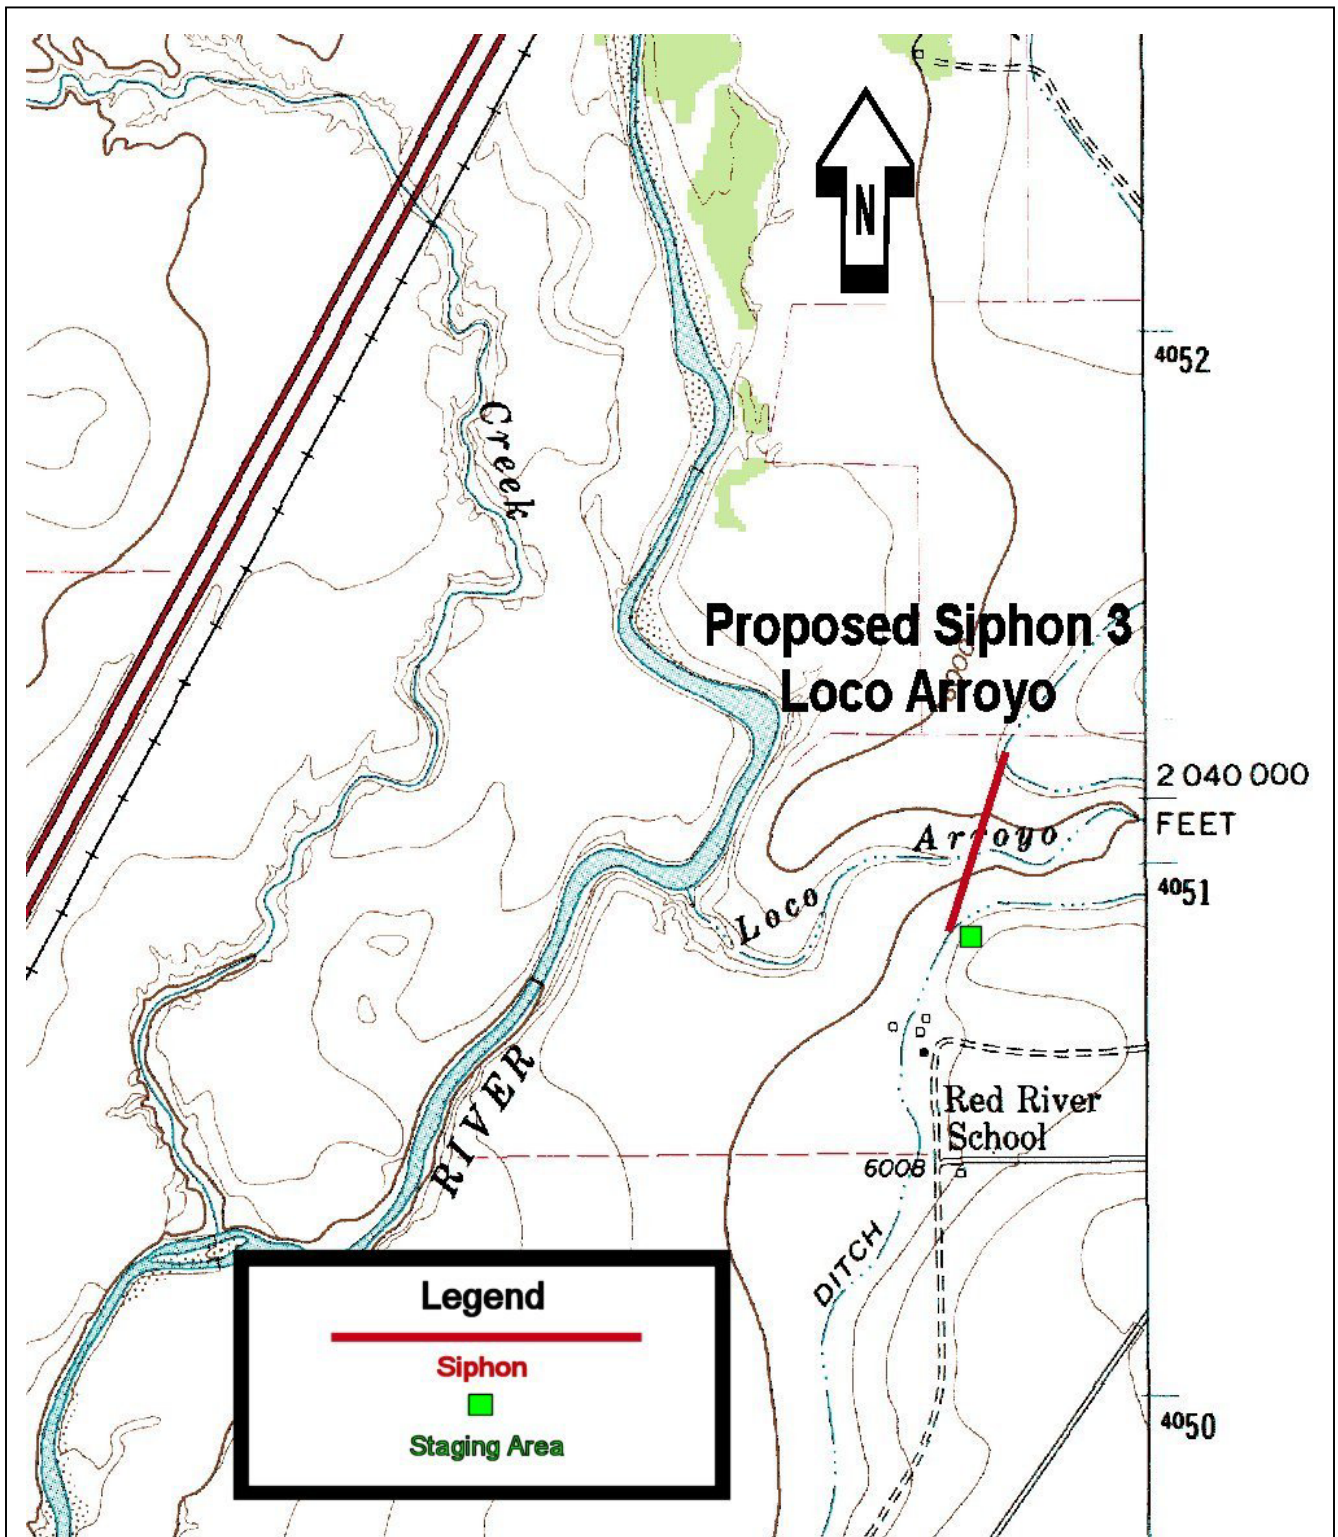 N
4052
Creek
Proposed Siphon 3
Loco Arroyo
6000
2 040 000
FEET
Arroyo
4051
Loco
RIVER
Red River
School
6008
DITCH
Legend
Siphon
Staging Area
4050